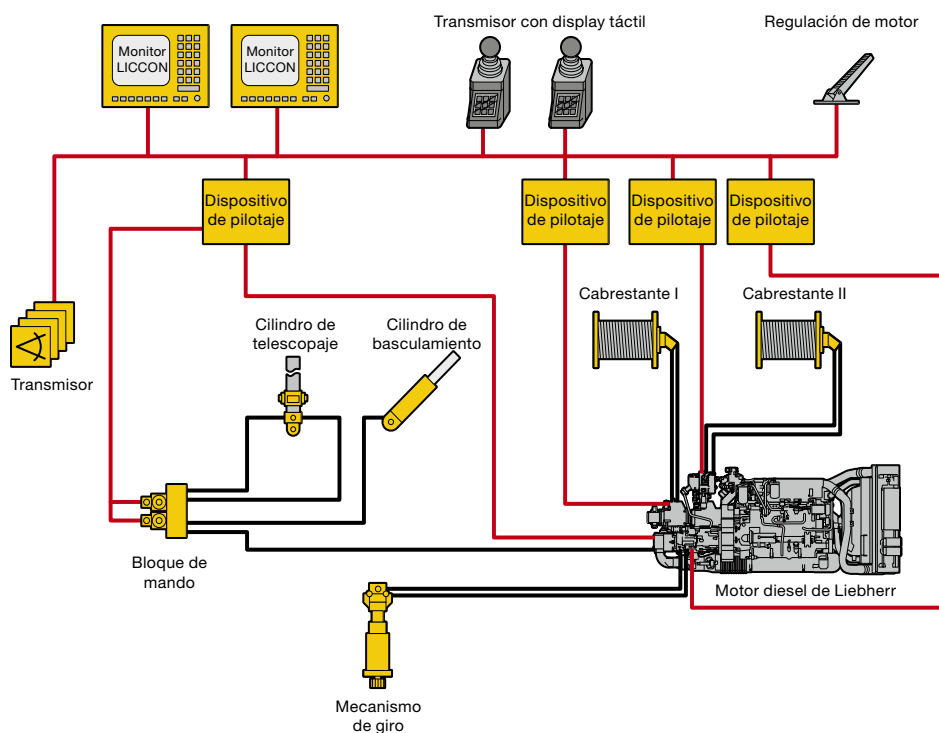 Transmisor con display táctil
Regulación de motor
Monitor
LICCON
Monitor
LICCON
Dispositivo
de pilotaje
Dispositivo
de pilotaje
Dispositivo
de pilotaje
Dispositivo
de pilotaje
Cabrestante I
Cabrestante II
Cilindro de
telescopaje
Cilindro de
basculamiento
Transmisor
Bloque de
mando
Motor diesel de Liebherr
Mecanismo
de giro